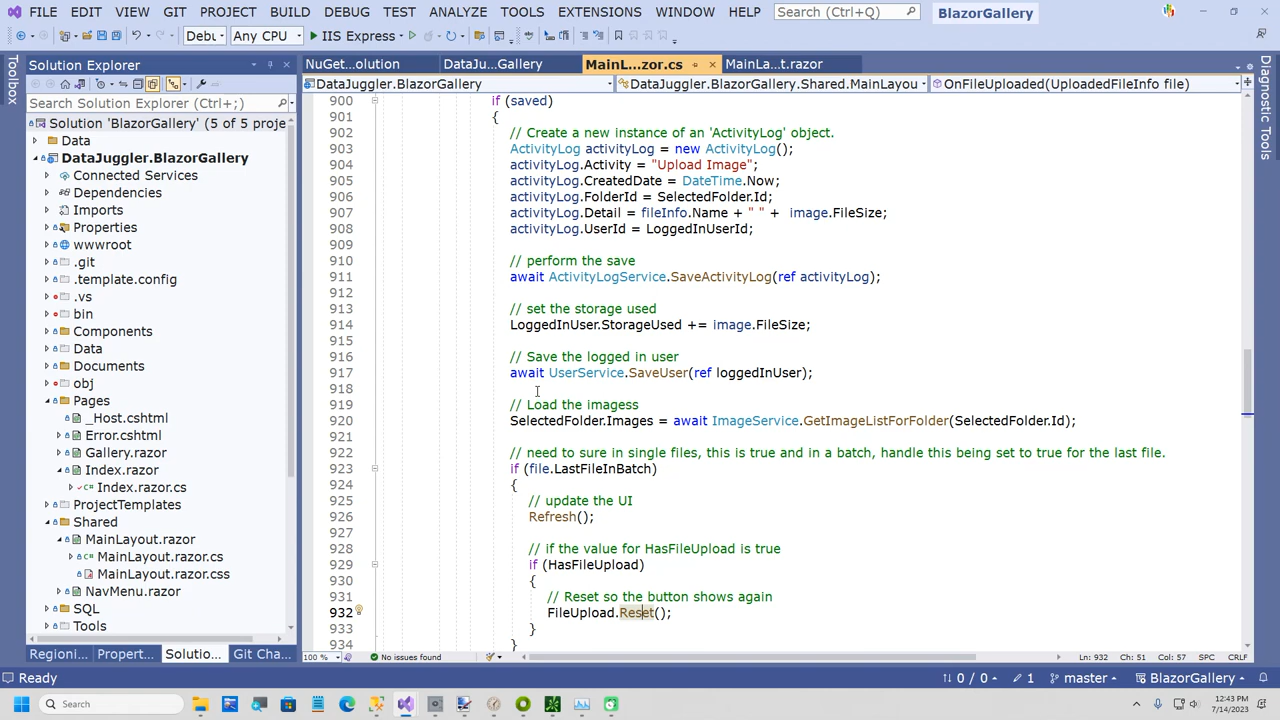 FILE EDIT VIEW GIT PROJECT BUILD DEBUG TEST ANALYZE TOOLS EXTENSIONS WINDOW HELP Search (Ctrl+Q) BlazorGallery
Debu Any CPU IIS Express
Toolbox
Solution Explorer
Search Solution Explorer (Ctrl+;)
Solution 'BlazorGallery' (5 of 5 proje
Data
DataJuggler.BlazorGallery
Connected Services
Dependencies
Imports
Properties
wwwroot
.git
.template.config
.vs
bin
Components
Data
Documents
obj
Pages
_Host.cshtml
Error.cshtml
Gallery.razor
Index.razor
Index.razor.cs
ProjectTemplates
Shared
MainLayout.razor
MainLayout.razor.cs
MainLayout.razor.css
NavMenu.razor
SQL
Tools
Regioni... Propert... Solutio... Git Cha...
NuGet...olution DataJu...Gallery MainL...zor.cs MainLa...t.razor
DataJuggler.BlazorGallery DataJuggler.BlazorGallery.Shared.MainLayou OnFileUploaded(UploadedFileInfo file)
900 if (saved)
901 {
902 // Create a new instance of an 'ActivityLog' object.
903 ActivityLog activityLog = new ActivityLog();
904 activityLog.Activity = "Upload Image";
905 activityLog.CreatedDate = DateTime.Now;
906 activityLog.FolderId = SelectedFolder.Id;
907 activityLog.Detail = fileInfo.Name + " " + image.FileSize;
908 activityLog.UserId = LoggedInUserId;
909
910 // perform the save
911 await ActivityLogService.SaveActivityLog(ref activityLog);
912
913 // set the storage used
914 LoggedInUser.StorageUsed += image.FileSize;
915
916 // Save the logged in user
917 await UserService.SaveUser(ref loggedInUser);
918
919 // Load the imagess
920 SelectedFolder.Images = await ImageService.GetImageListForFolder(SelectedFolder.Id);
921
922 // need to sure in single files, this is true and in a batch, handle this being set to true for the last file.
923 if (file.LastFileInBatch)
924 {
925 // update the UI
926 Refresh();
927
928 // if the value for HasFileUpload is true
929 if (HasFileUpload)
930 {
931 // Reset so the button shows again
932 FileUpload.Reset();
933 }
934 }
Diagnostic Tools
100 % No issues found Ln: 932 Ch: 51 Col: 57 SPC CRLF
Ready 0 / 0 1 master BlazorGallery
Search
12:43 PM
7/14/2023